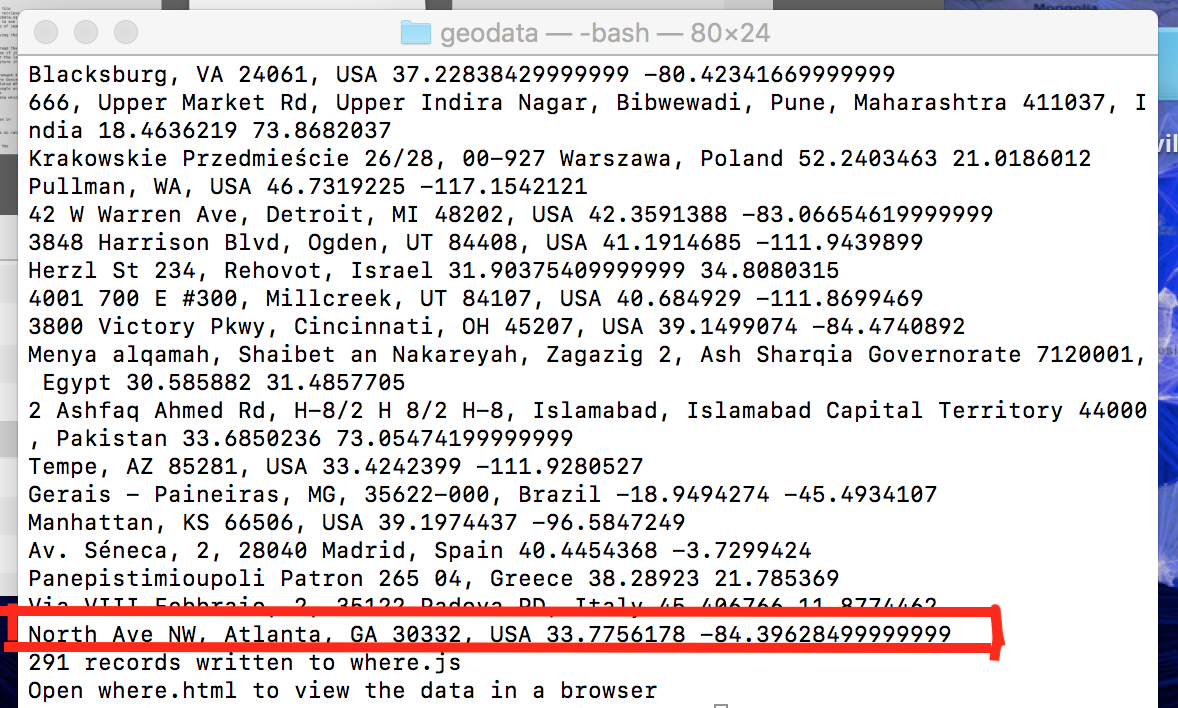 Mongolia
geodata — -bash — 80×24
Blacksburg, VA 24061, USA 37.22838429999999 -80.42341669999999
666, Upper Market Rd, Upper Indira Nagar, Bibwewadi, Pune, Maharashtra 411037, I
ndia 18.4636219 73.8682037
Krakowskie Przedmieście 26/28, 00-927 Warszawa, Poland 52.2403463 21.0186012
Pullman, WA, USA 46.7319225 -117.1542121
42 W Warren Ave, Detroit, MI 48202, USA 42.3591388 -83.06654619999999
3848 Harrison Blvd, Ogden, UT 84408, USA 41.1914685 -111.9439899
Herzl St 234, Rehovot, Israel 31.90375409999999 34.8080315
4001 700 E #300, Millcreek, UT 84107, USA 40.684929 -111.8699469
3800 Victory Pkwy, Cincinnati, OH 45207, USA 39.1499074 -84.4740892
Menya alqamah, Shaibet an Nakareyah, Zagazig 2, Ash Sharqia Governorate 7120001,
 Egypt 30.585882 31.4857705
2 Ashfaq Ahmed Rd, H-8/2 H 8/2 H-8, Islamabad, Islamabad Capital Territory 44000
, Pakistan 33.6850236 73.05474199999999
Tempe, AZ 85281, USA 33.4242399 -111.9280527
Gerais - Paineiras, MG, 35622-000, Brazil -18.9494274 -45.4934107
Manhattan, KS 66506, USA 39.1974437 -96.5847249
Av. Séneca, 2, 28040 Madrid, Spain 40.4454368 -3.7299424
Panepistimioupoli Patron 265 04, Greece 38.28923 21.785369
Via VIII Febbraio, 2, 35122 Padova PD, Italy 45.406766 11.8774462
North Ave NW, Atlanta, GA 30332, USA 33.7756178 -84.39628499999999
291 records written to where.js
Open where.html to view the data in a browser